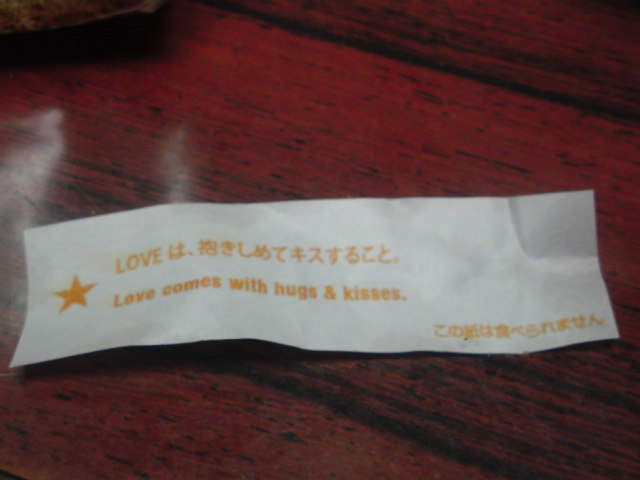 LOVE は、抱きしめてキスすること。
Love comes with hugs & kisses.
この紙は食べられません